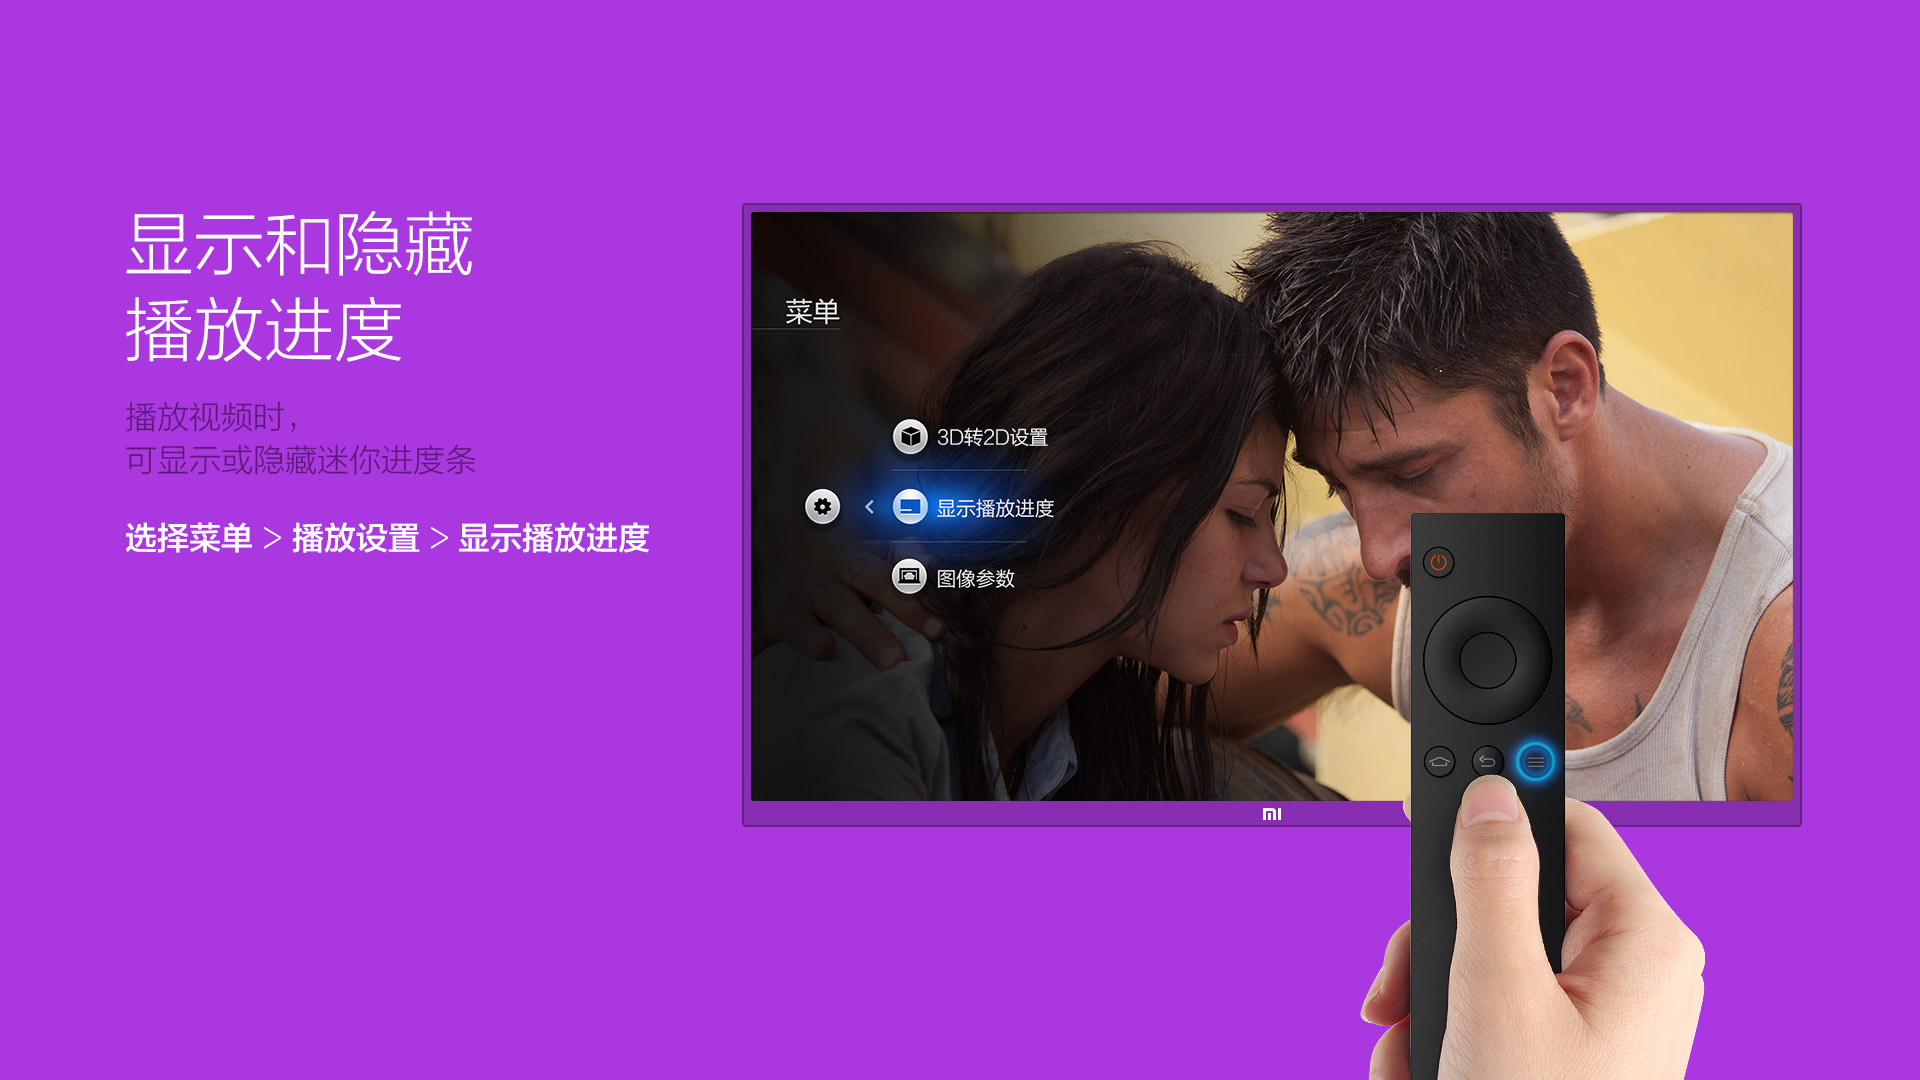 显示和隐藏
播放进度
播放视频时，
可显示或隐藏迷你进度条
选择菜单 > 播放设置 > 显示播放进度
菜单
3D转2D设置
显示播放进度
图像参数
MI